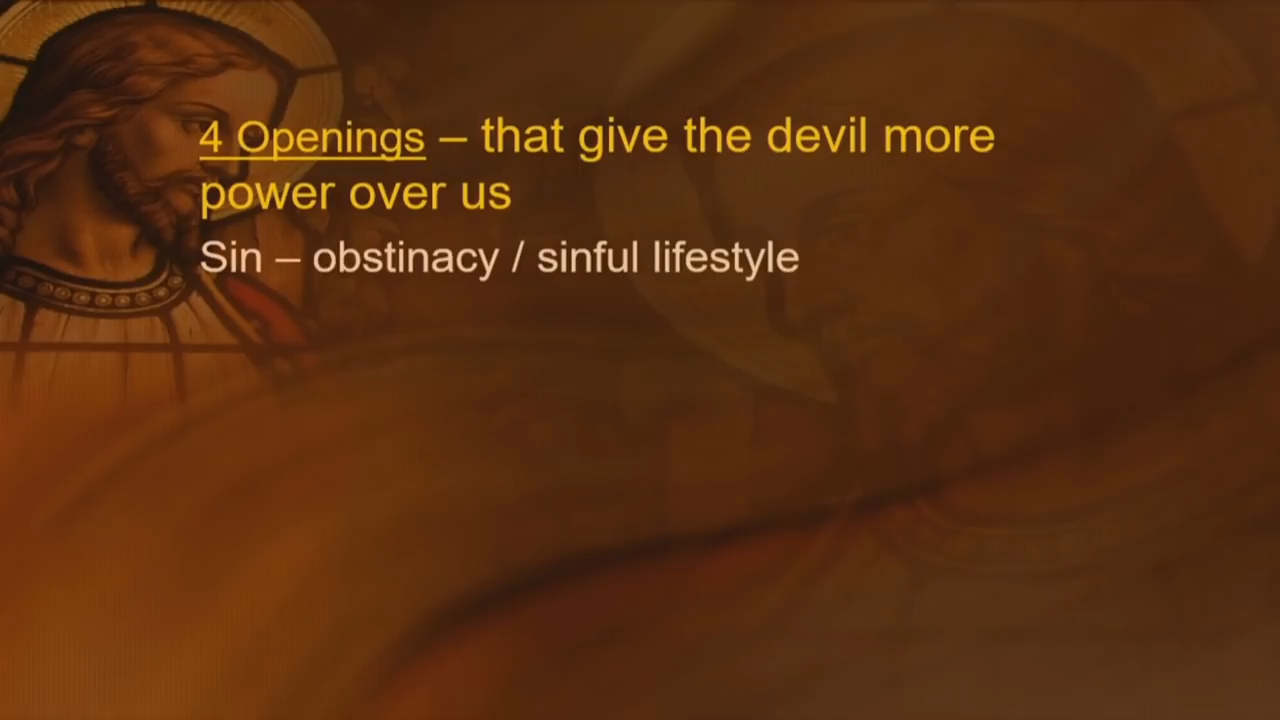 4 Openings – that give the devil more
power over us
Sin – obstinacy / sinful lifestyle